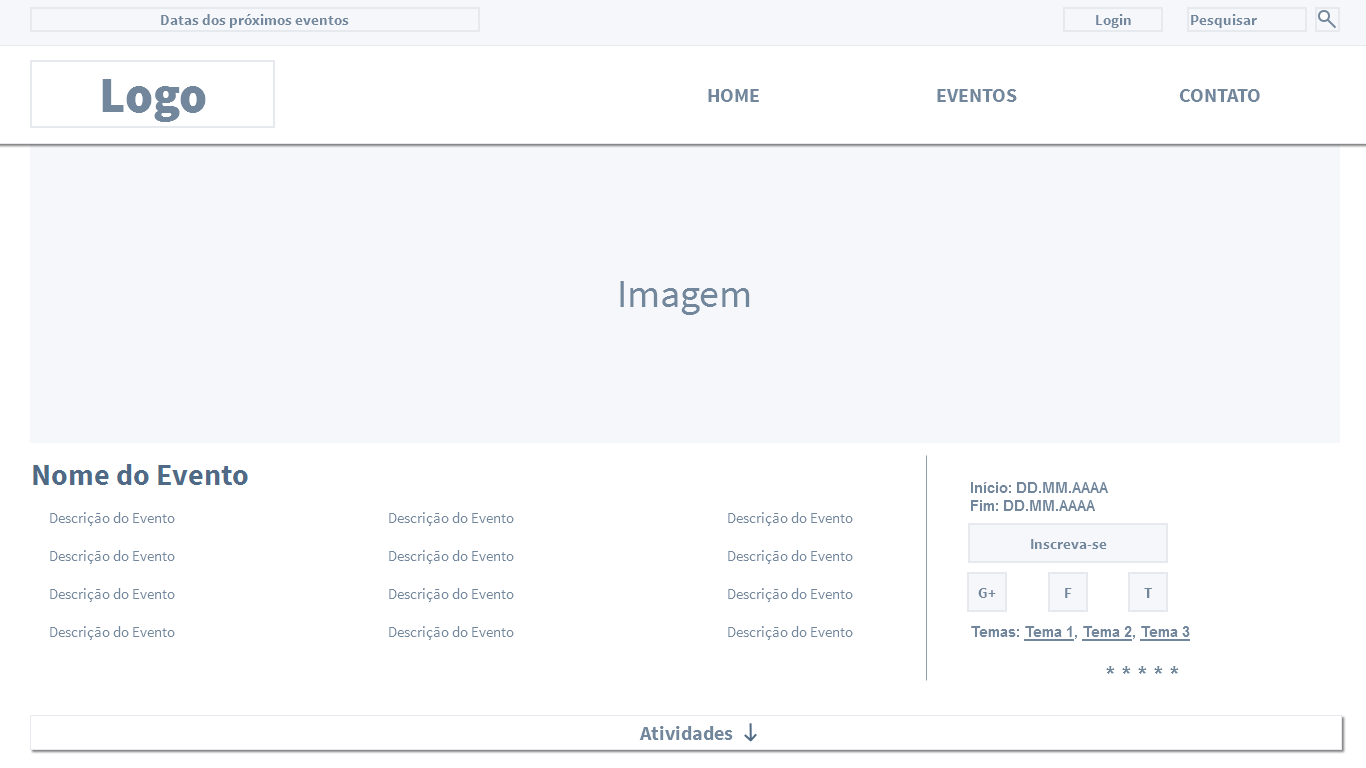 Datas dos próximos eventos
Login
Pesquisar
Logo
HOME
EVENTOS
CONTATO
Imagem
Nome do Evento
Descrição do Evento
Descrição do Evento
Descrição do Evento
Descrição do Evento
Descrição do Evento
Descrição do Evento
Descrição do Evento
Descrição do Evento
Descrição do Evento
Descrição do Evento
Descrição do Evento
Descrição do Evento
Início: DD.MM.AAAA
Fim: DD.MM.AAAA
Inscreva-se
G+
F
T
Temas: Tema 1, Tema 2, Tema 3
* * * * *
Atividades ↓